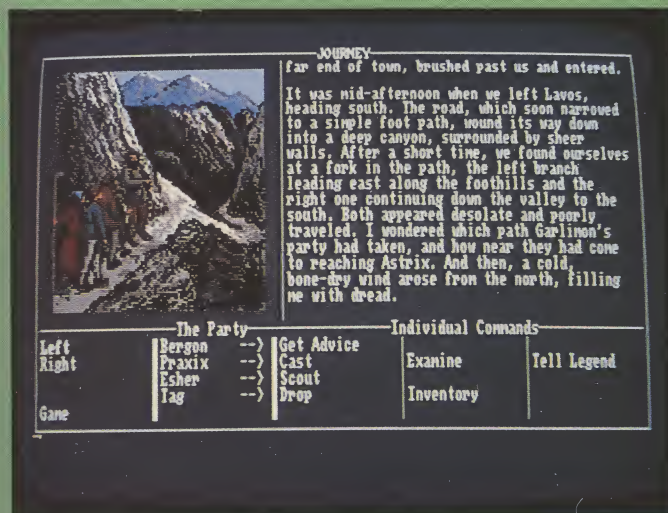 JOURNEY
far end of town, brushed past us and entered.
It was mid-afternoon when we left Lavos,
heading south. The road, which soon narrowed
to a simple foot path, wound its way down
into a deep canyon, surrounded by sheer
walls. After a short time, we found ourselves
at a fork in the path, the left branch
leading east along the foothills and the
right one continuing down the valley to the
south. Both appeared desolate and poorly
traveled. I wondered which path Garlimon's
party had taken, and how near they had come
to reaching Astrix. And then, a cold,
bone-dry wind arose from the north, filling
me with dread.
The Party Individual Commands
Left Bergon --> Get Advice
Right Praxix --> Cast Examine Tell Legend
Esher --> Scout
Tag --> Drop Inventory
Game